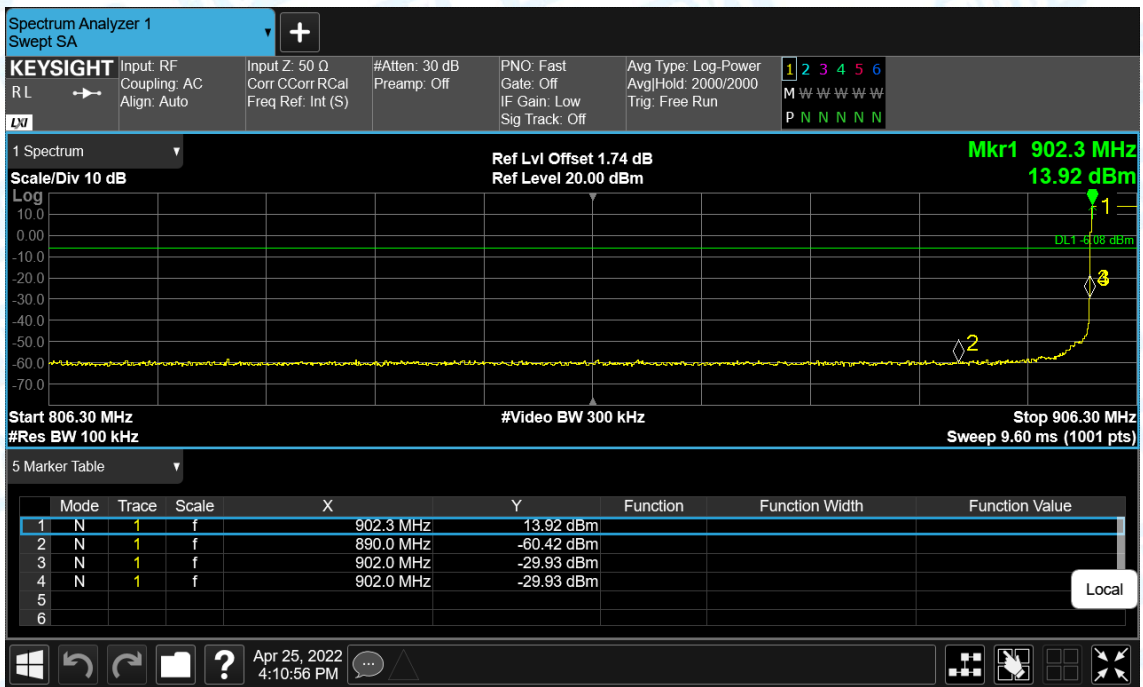 Spectrum Analyzer 1
Swept SA
KEYSIGHT
R L
LXI
Input: RF
Coupling: AC
Align: Auto
Input Z: 50 Ω
Corr CCorr RCal
Freq Ref: Int (S)
#Atten: 30 dB
Preamp: Off
PNO: Fast
Gate: Off
IF Gain: Low
Sig Track: Off
Avg Type: Log-Power
Avg|Hold: 2000/2000
Trig: Free Run
1 2 3 4 5 6
M W W W W W
P N N N N N
1 Spectrum
Scale/Div 10 dB
Ref Lvl Offset 1.74 dB
Ref Level 20.00 dBm
Mkr1 902.3 MHz
13.92 dBm
Log
10.0
0.00
-10.0
-20.0
-30.0
-40.0
-50.0
-60.0
-70.0
1
DL1 -6.08 dBm
2
Start 806.30 MHz
#Res BW 100 kHz
#Video BW 300 kHz
Stop 906.30 MHz
Sweep 9.60 ms (1001 pts)
5 Marker Table
Mode Trace Scale X Y Function Function Width Function Value
1 N 1 f 902.3 MHz 13.92 dBm
2 N 1 f 890.0 MHz -60.42 dBm
3 N 1 f 902.0 MHz -29.93 dBm
4 N 1 f 902.0 MHz -29.93 dBm
5
6
Local
?
Apr 25, 2022
4:10:56 PM